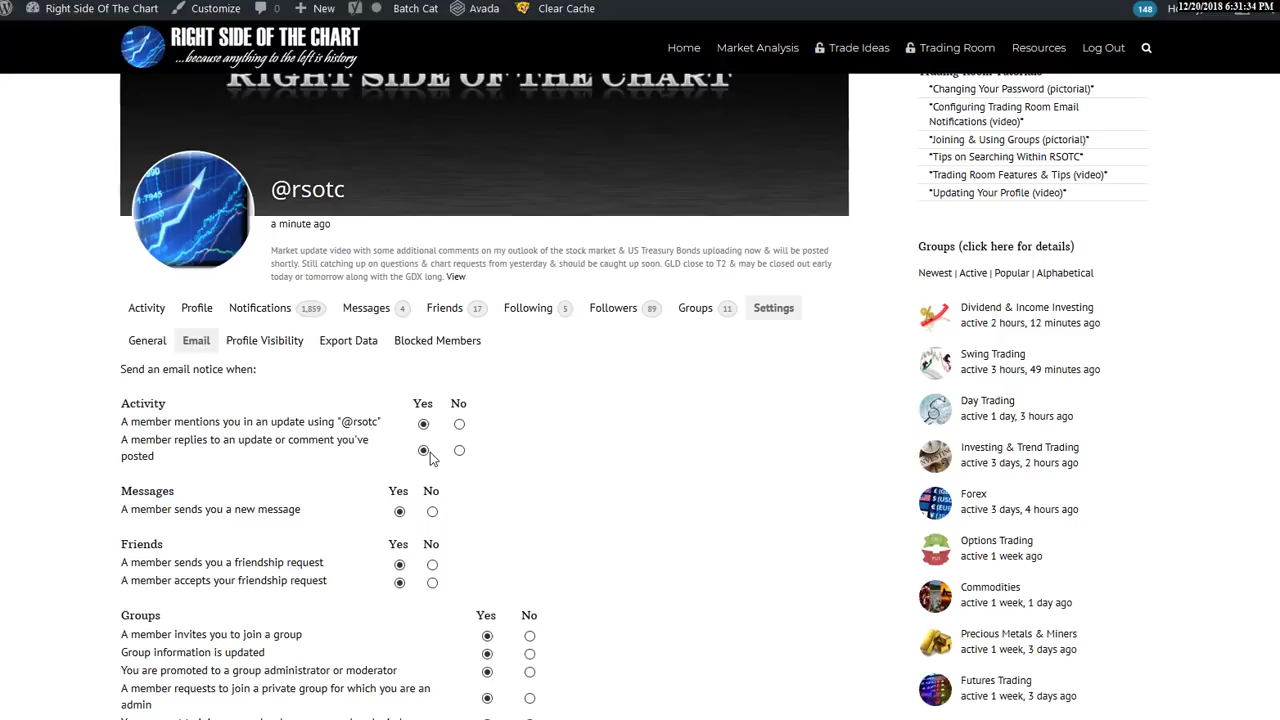 Right Side Of The Chart
Customize
0
New
Batch Cat
Avada
Clear Cache
148
12/20/2018 6:31:34 PM
RIGHT SIDE OF THE CHART
...because anything to the left is history
Home
Market Analysis
Trade Ideas
Trading Room
Resources
Log Out
RIGHT SIDE OF THE CHART
@rsotc
a minute ago
Market update video with some additional comments on my outlook of the stock market & US Treasury Bonds uploading now & will be posted
shortly. Still catching up on questions & chart requests from yesterday & should be caught up soon. GLD close to T2 & may be closed out early
today or tomorrow along with the GDX long. View
Activity
Profile
Notifications 1,859
Messages 4
Friends 17
Following 5
Followers 89
Groups 11
Settings
General
Email
Profile Visibility
Export Data
Blocked Members
Send an email notice when:
Activity Yes No
A member mentions you in an update using "@rsotc"
A member replies to an update or comment you've
posted
Messages Yes No
A member sends you a new message
Friends Yes No
A member sends you a friendship request
A member accepts your friendship request
Groups Yes No
A member invites you to join a group
Group information is updated
You are promoted to a group administrator or moderator
A member requests to join a private group for which you are an
admin
Trading Room Tutorials
*Changing Your Password (pictorial)*
*Configuring Trading Room Email
Notifications (video)*
*Joining & Using Groups (pictorial)*
*Tips on Searching Within RSOTC*
*Trading Room Features & Tips (video)*
*Updating Your Profile (video)*
Groups (click here for details)
Newest | Active | Popular | Alphabetical
Dividend & Income Investing
active 2 hours, 12 minutes ago
Swing Trading
active 3 hours, 49 minutes ago
Day Trading
active 1 day, 3 hours ago
Investing & Trend Trading
active 3 days, 2 hours ago
Forex
active 3 days, 4 hours ago
Options Trading
active 1 week ago
Commodities
active 1 week, 1 day ago
Precious Metals & Miners
active 1 week, 3 days ago
Futures Trading
active 1 week, 3 days ago